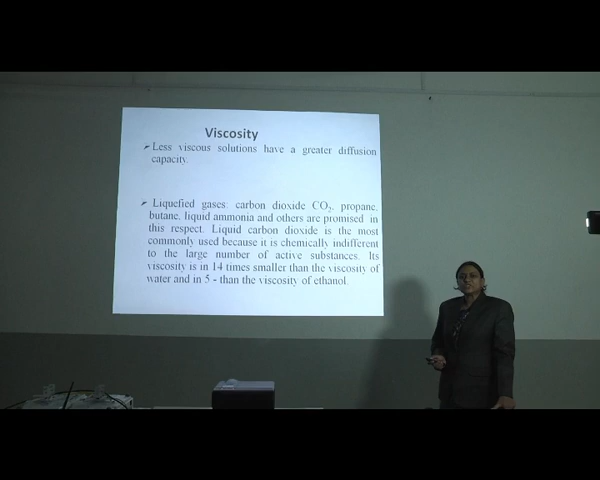 Viscosity
➢Less viscous solutions have a greater diffusion
capacity.
➢ Liquefied gases: carbon dioxide CO₂, propane,
butane, liquid ammonia and others are promised in
this respect. Liquid carbon dioxide is the most
commonly used because it is chemically indifferent
to the large number of active substances. Its
viscosity is in 14 times smaller than the viscosity of
water and in 5 - than the viscosity of ethanol.